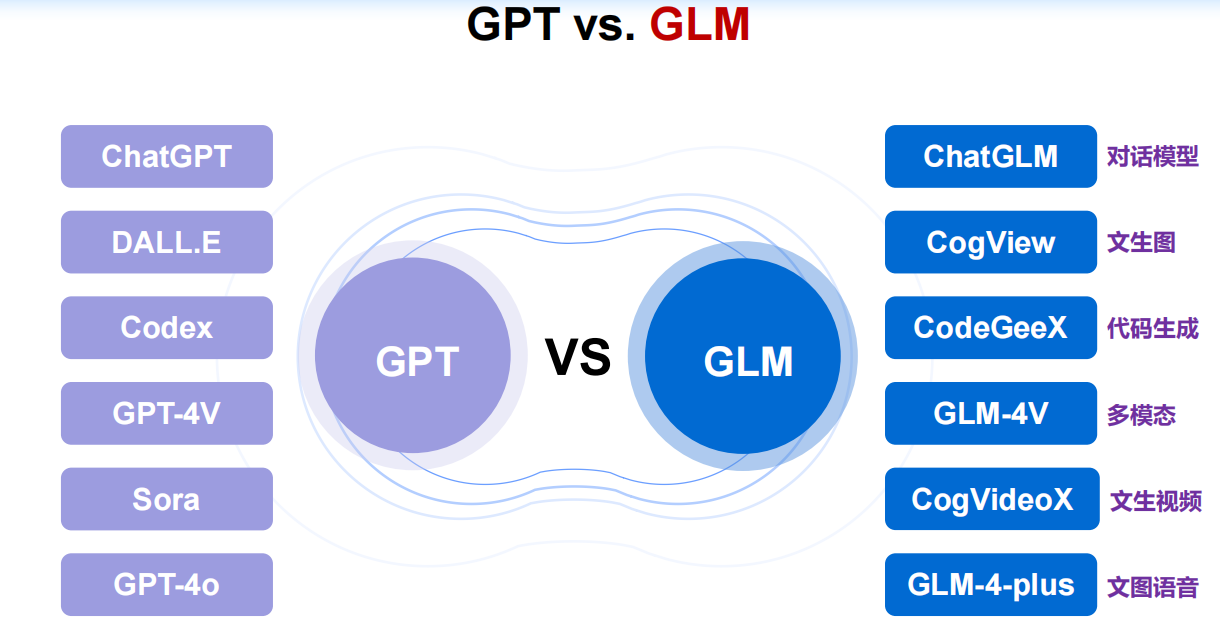 GPT vs. GLM
ChatGPT
DALL.E
Codex
GPT-4V
Sora
GPT-4o
GPT
VS
GLM
ChatGLM 对话模型
CogView 文生图
CodeGeeX 代码生成
GLM-4V 多模态
CogVideoX 文生视频
GLM-4-plus 文图语音